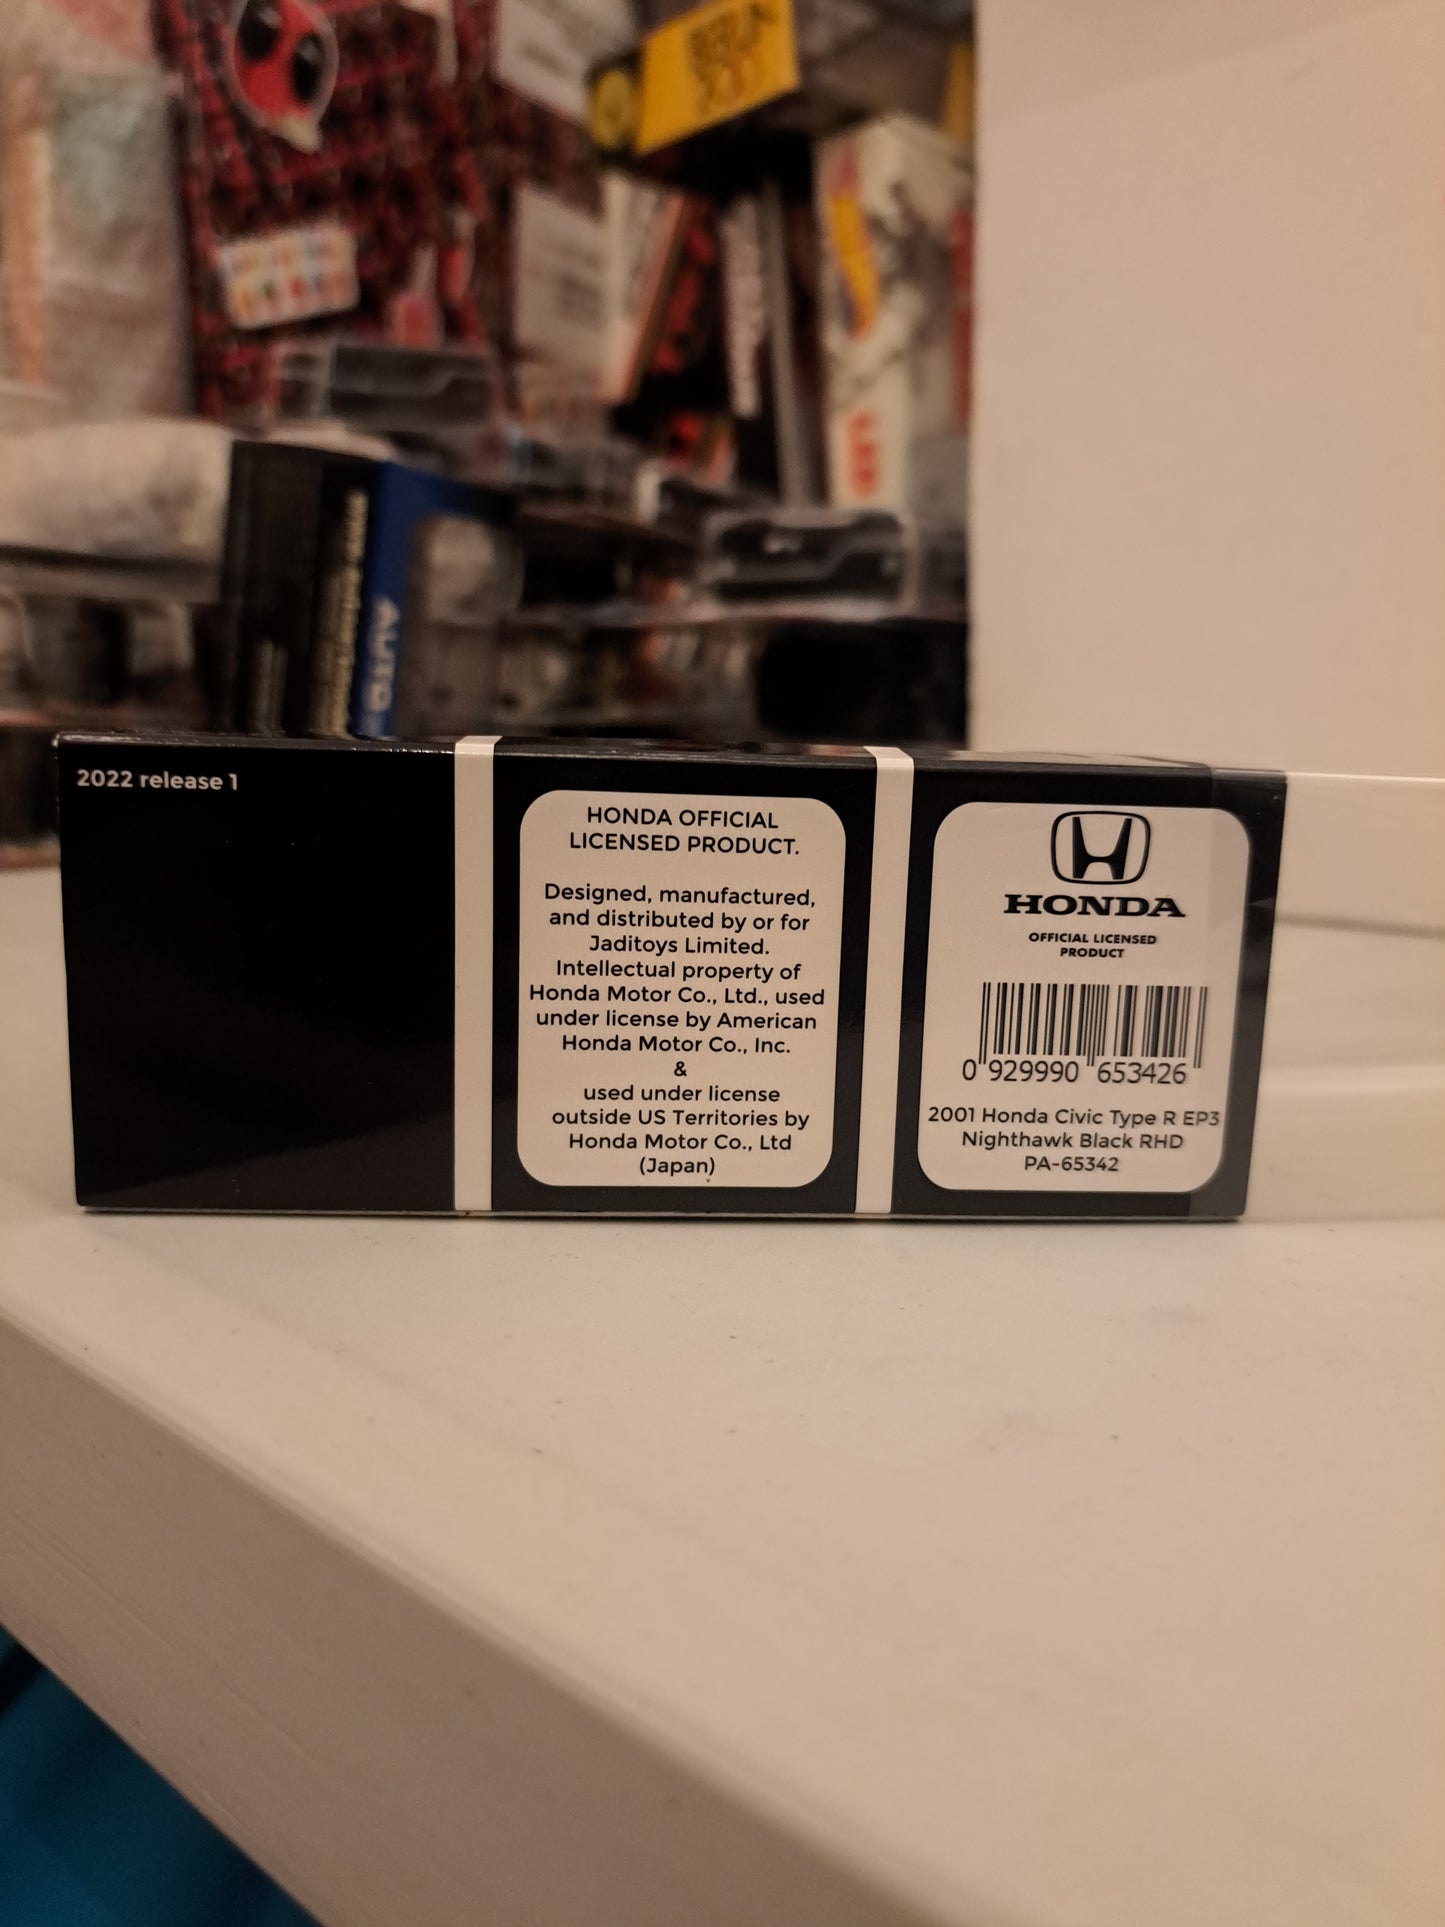 AUTO
2022 release 1
HONDA OFFICIAL
LICENSED PRODUCT.
Designed, manufactured,
and distributed by or for
Jaditoys Limited.
Intellectual property of
Honda Motor Co., Ltd., used
under license by American
Honda Motor Co., Inc.
&
used under license
outside US Territories by
Honda Motor Co., Ltd
(Japan)
HONDA
OFFICIAL LICENSED
PRODUCT
0 929990 653426
2001 Honda Civic Type R EP3
Nighthawk Black RHD
PA-65342